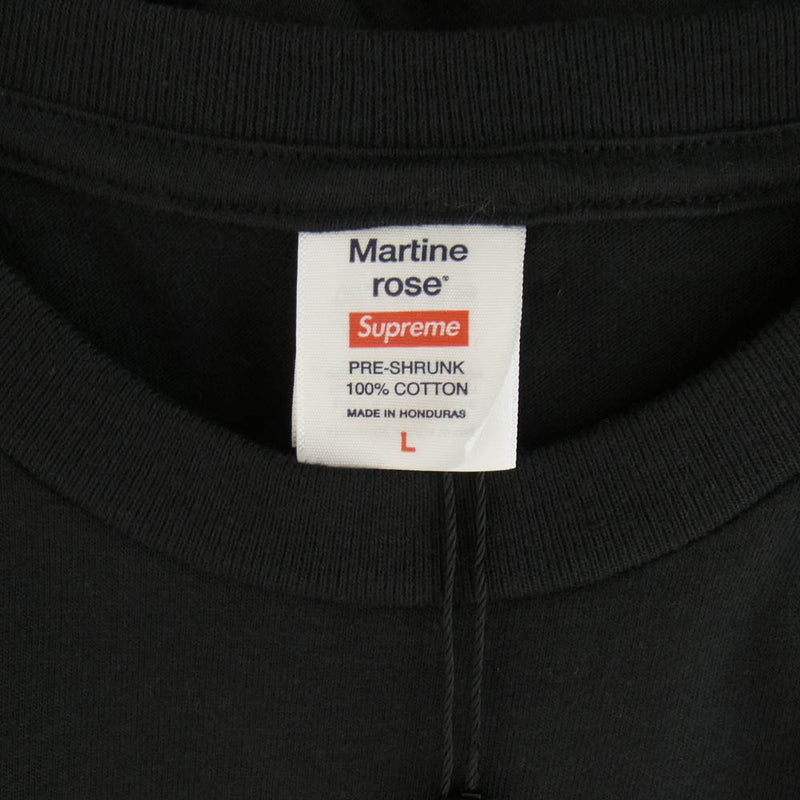 Martine
rose®
Supreme
PRE-SHRUNK
100% COTTON
MADE IN HONDURAS
L